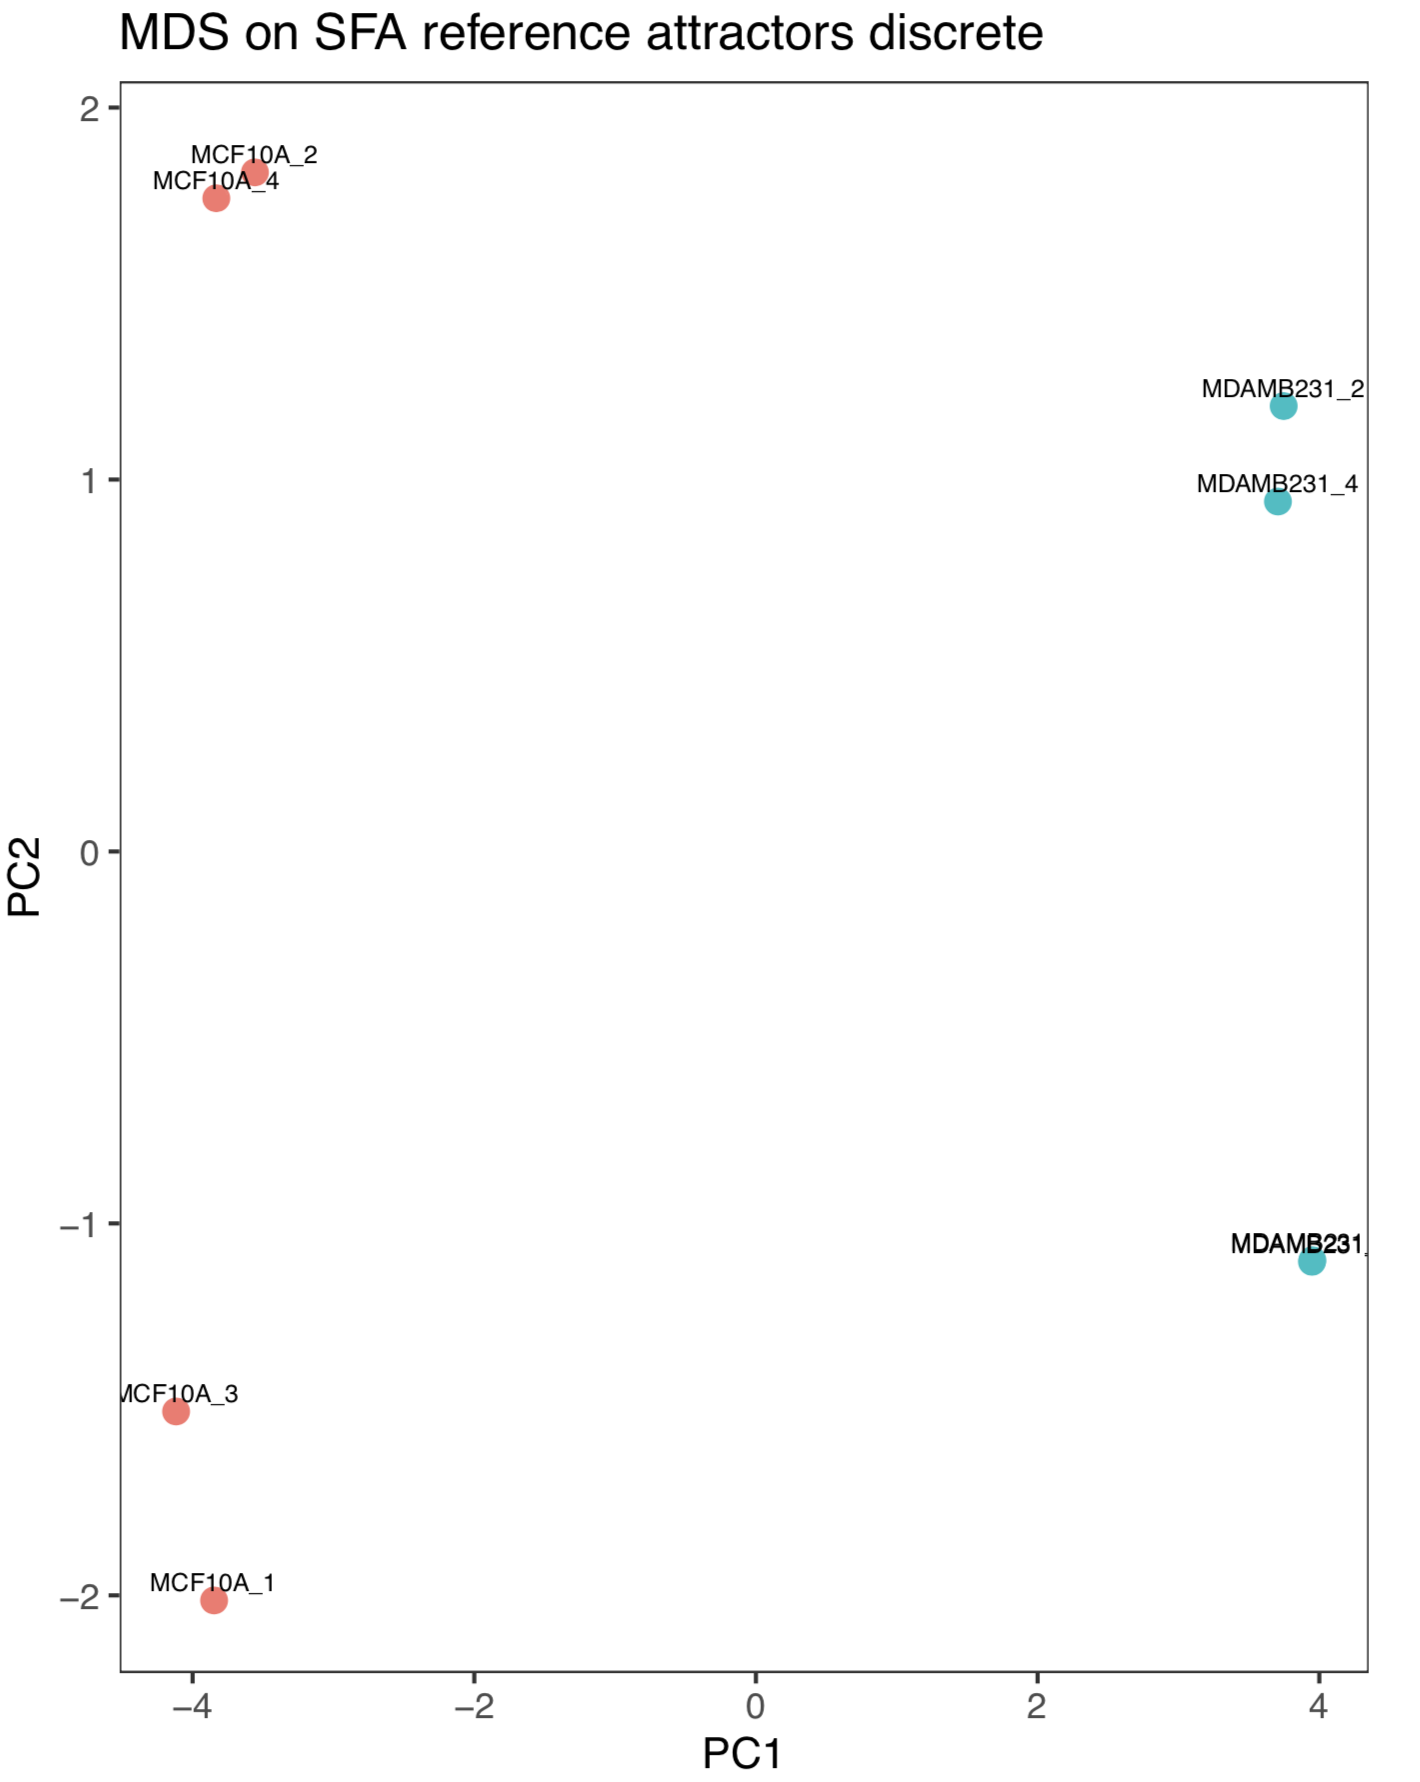 MDS on SFA reference attractors discrete
2
MCF10A_2
MCF10A_4
MDAMB231_2
1
MDAMB231_4
PC2
0
−1
MDAMB231_
MCF10A_3
MCF10A_1
−2
−4
−2
0
2
4
PC1